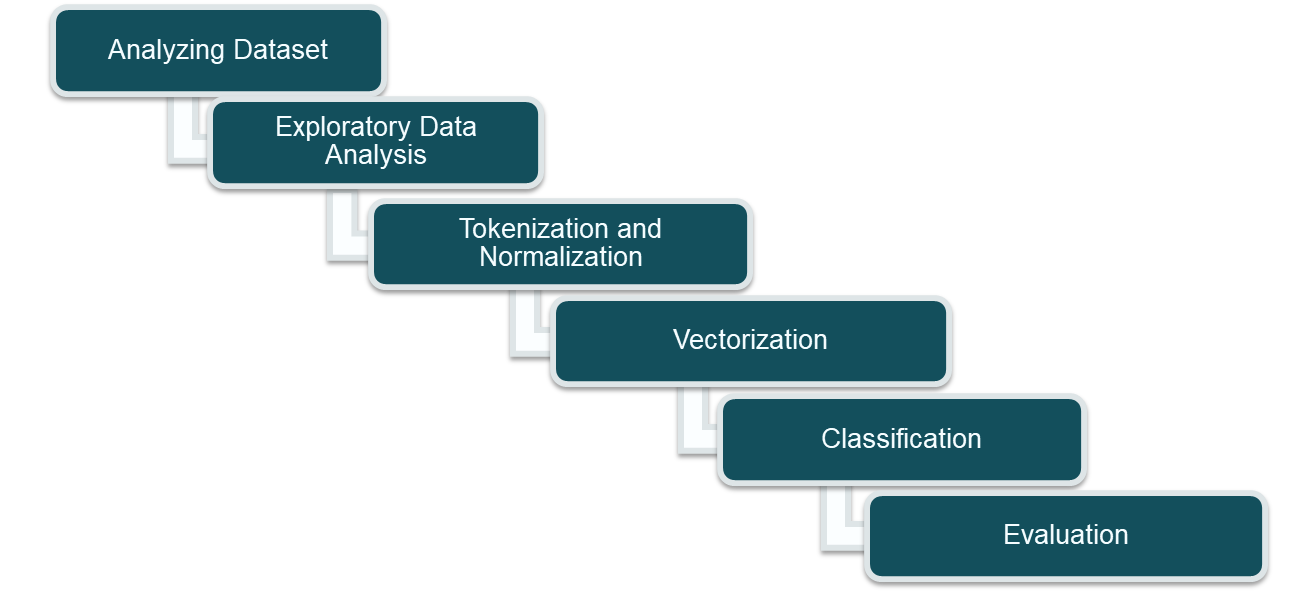 Analyzing Dataset
Exploratory Data
Analysis
Tokenization and
Normalization
Vectorization
Classification
Evaluation